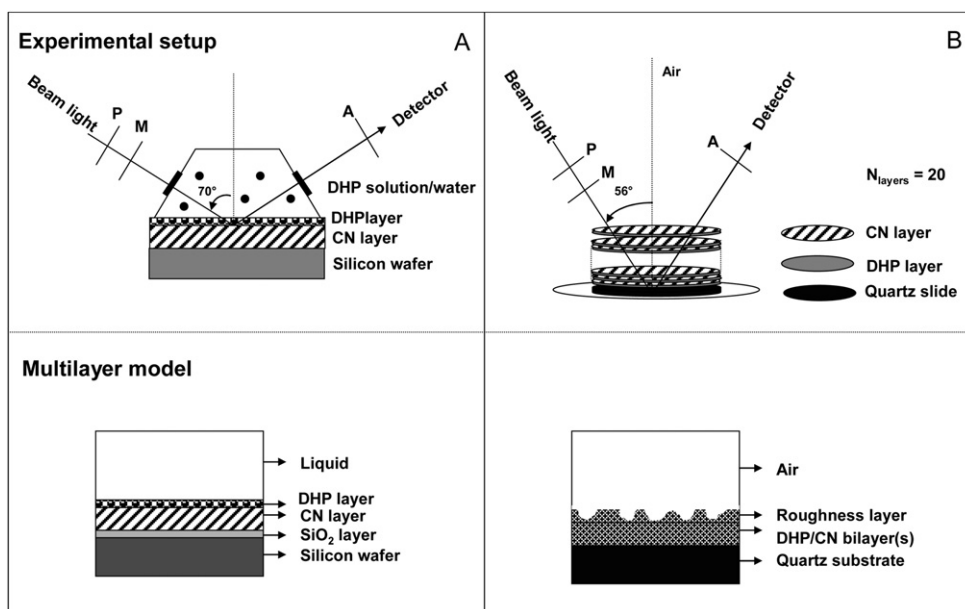 Experimental setup
A
Beam light
P
M
A
Detector
70°
DHP solution/water
DHPlayer
CN layer
Silicon wafer
B
Air
Beam light
P
M
A
Detector
56°
N_layers = 20
CN layer
DHP layer
Quartz slide
Multilayer model
Liquid
DHP layer
CN layer
SiO₂ layer
Silicon wafer
Air
Roughness layer
DHP/CN bilayer(s)
Quartz substrate